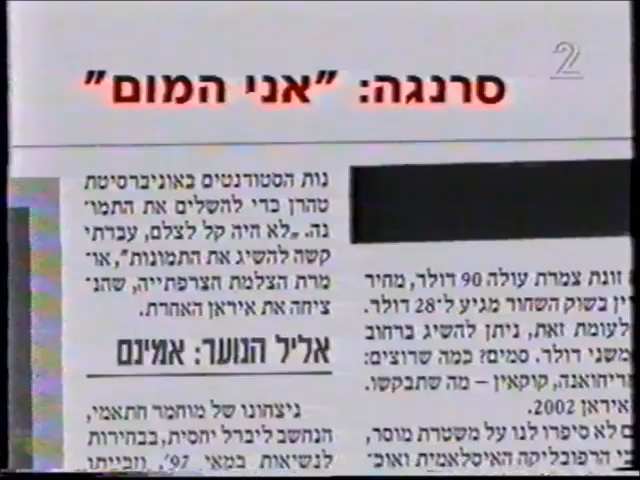 2
סרנגה: "אני המום"
זונת צמרת עולה 90 דולר, מחיר
בשוק השחור מגיע ל־28 דולר.
לעומת זאת, ניתן להשיג ברחוב
משני דולר. סמים? כמה שרוצים:
קוקאין – מה שתבקשו.
איראן 2002.
לא סיפרו לנו על משטרת מוסר,
הרפובליקה האיסלאמית
נות הסטודנטים באוניברסיטת
טהרן כדי להשלים את התמו־
נה. „לא היה קל לצלם, עברתי
קשה להשיג את התמונות", או־
מרת הצלמת הצרפתייה, שהנ־
ציחה את איראן האחרת.
אליל הנוער: אמינם
ניצחונו של מוחמד חתאמי,
הנחשב ליברל יחסית, בבחירות
לנשיאות במאי 97', וזכייתו